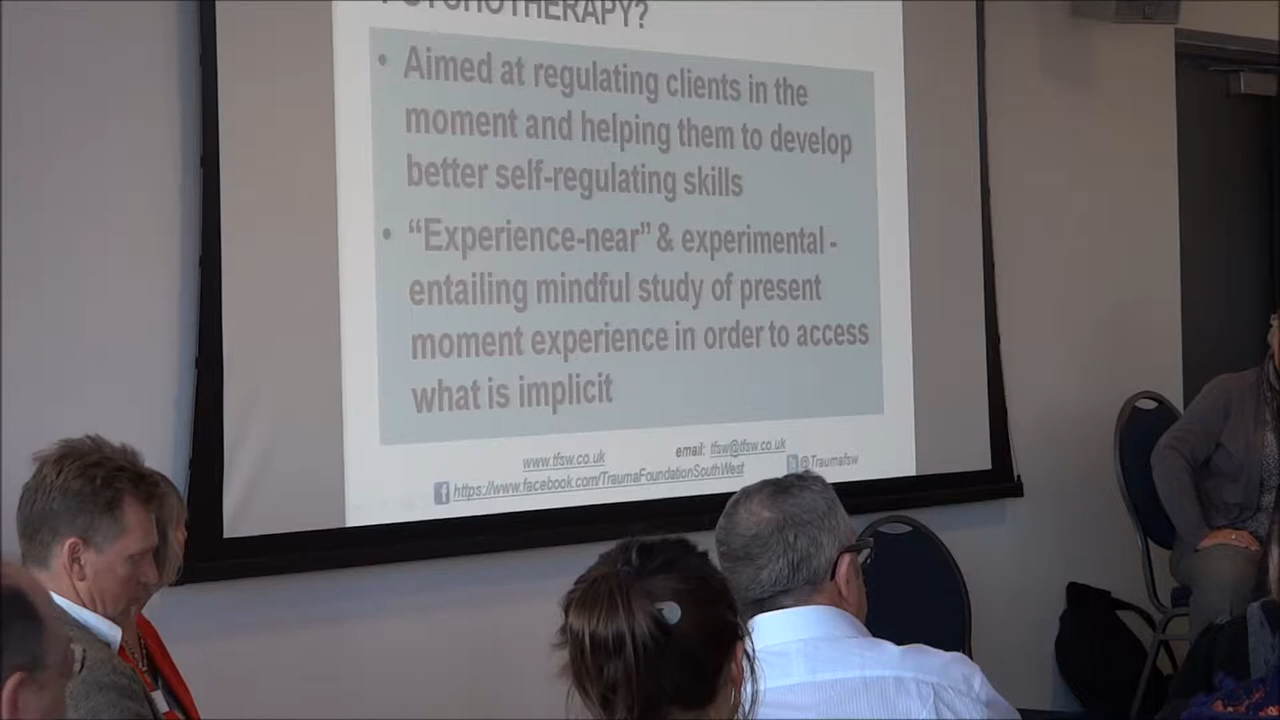 PSYCHOTHERAPY?
• Aimed at regulating clients in the
moment and helping them to develop
better self-regulating skills
• “Experience-near” & experimental -
entailing mindful study of present
moment experience in order to access
what is implicit
www.tfsw.co.uk email: tfsw@tfsw.co.uk
f https://www.facebook.com/TraumaFoundationSouthWest @Traumafsw